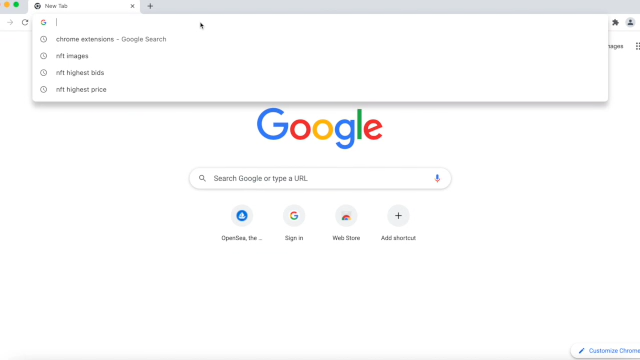 New Tab
chrome extensions – Google Search
nft images
nft highest bids
nft highest price
Google
Search Google or type a URL
OpenSea, the ...
Sign in
Web Store
Add shortcut
Customize Chrome